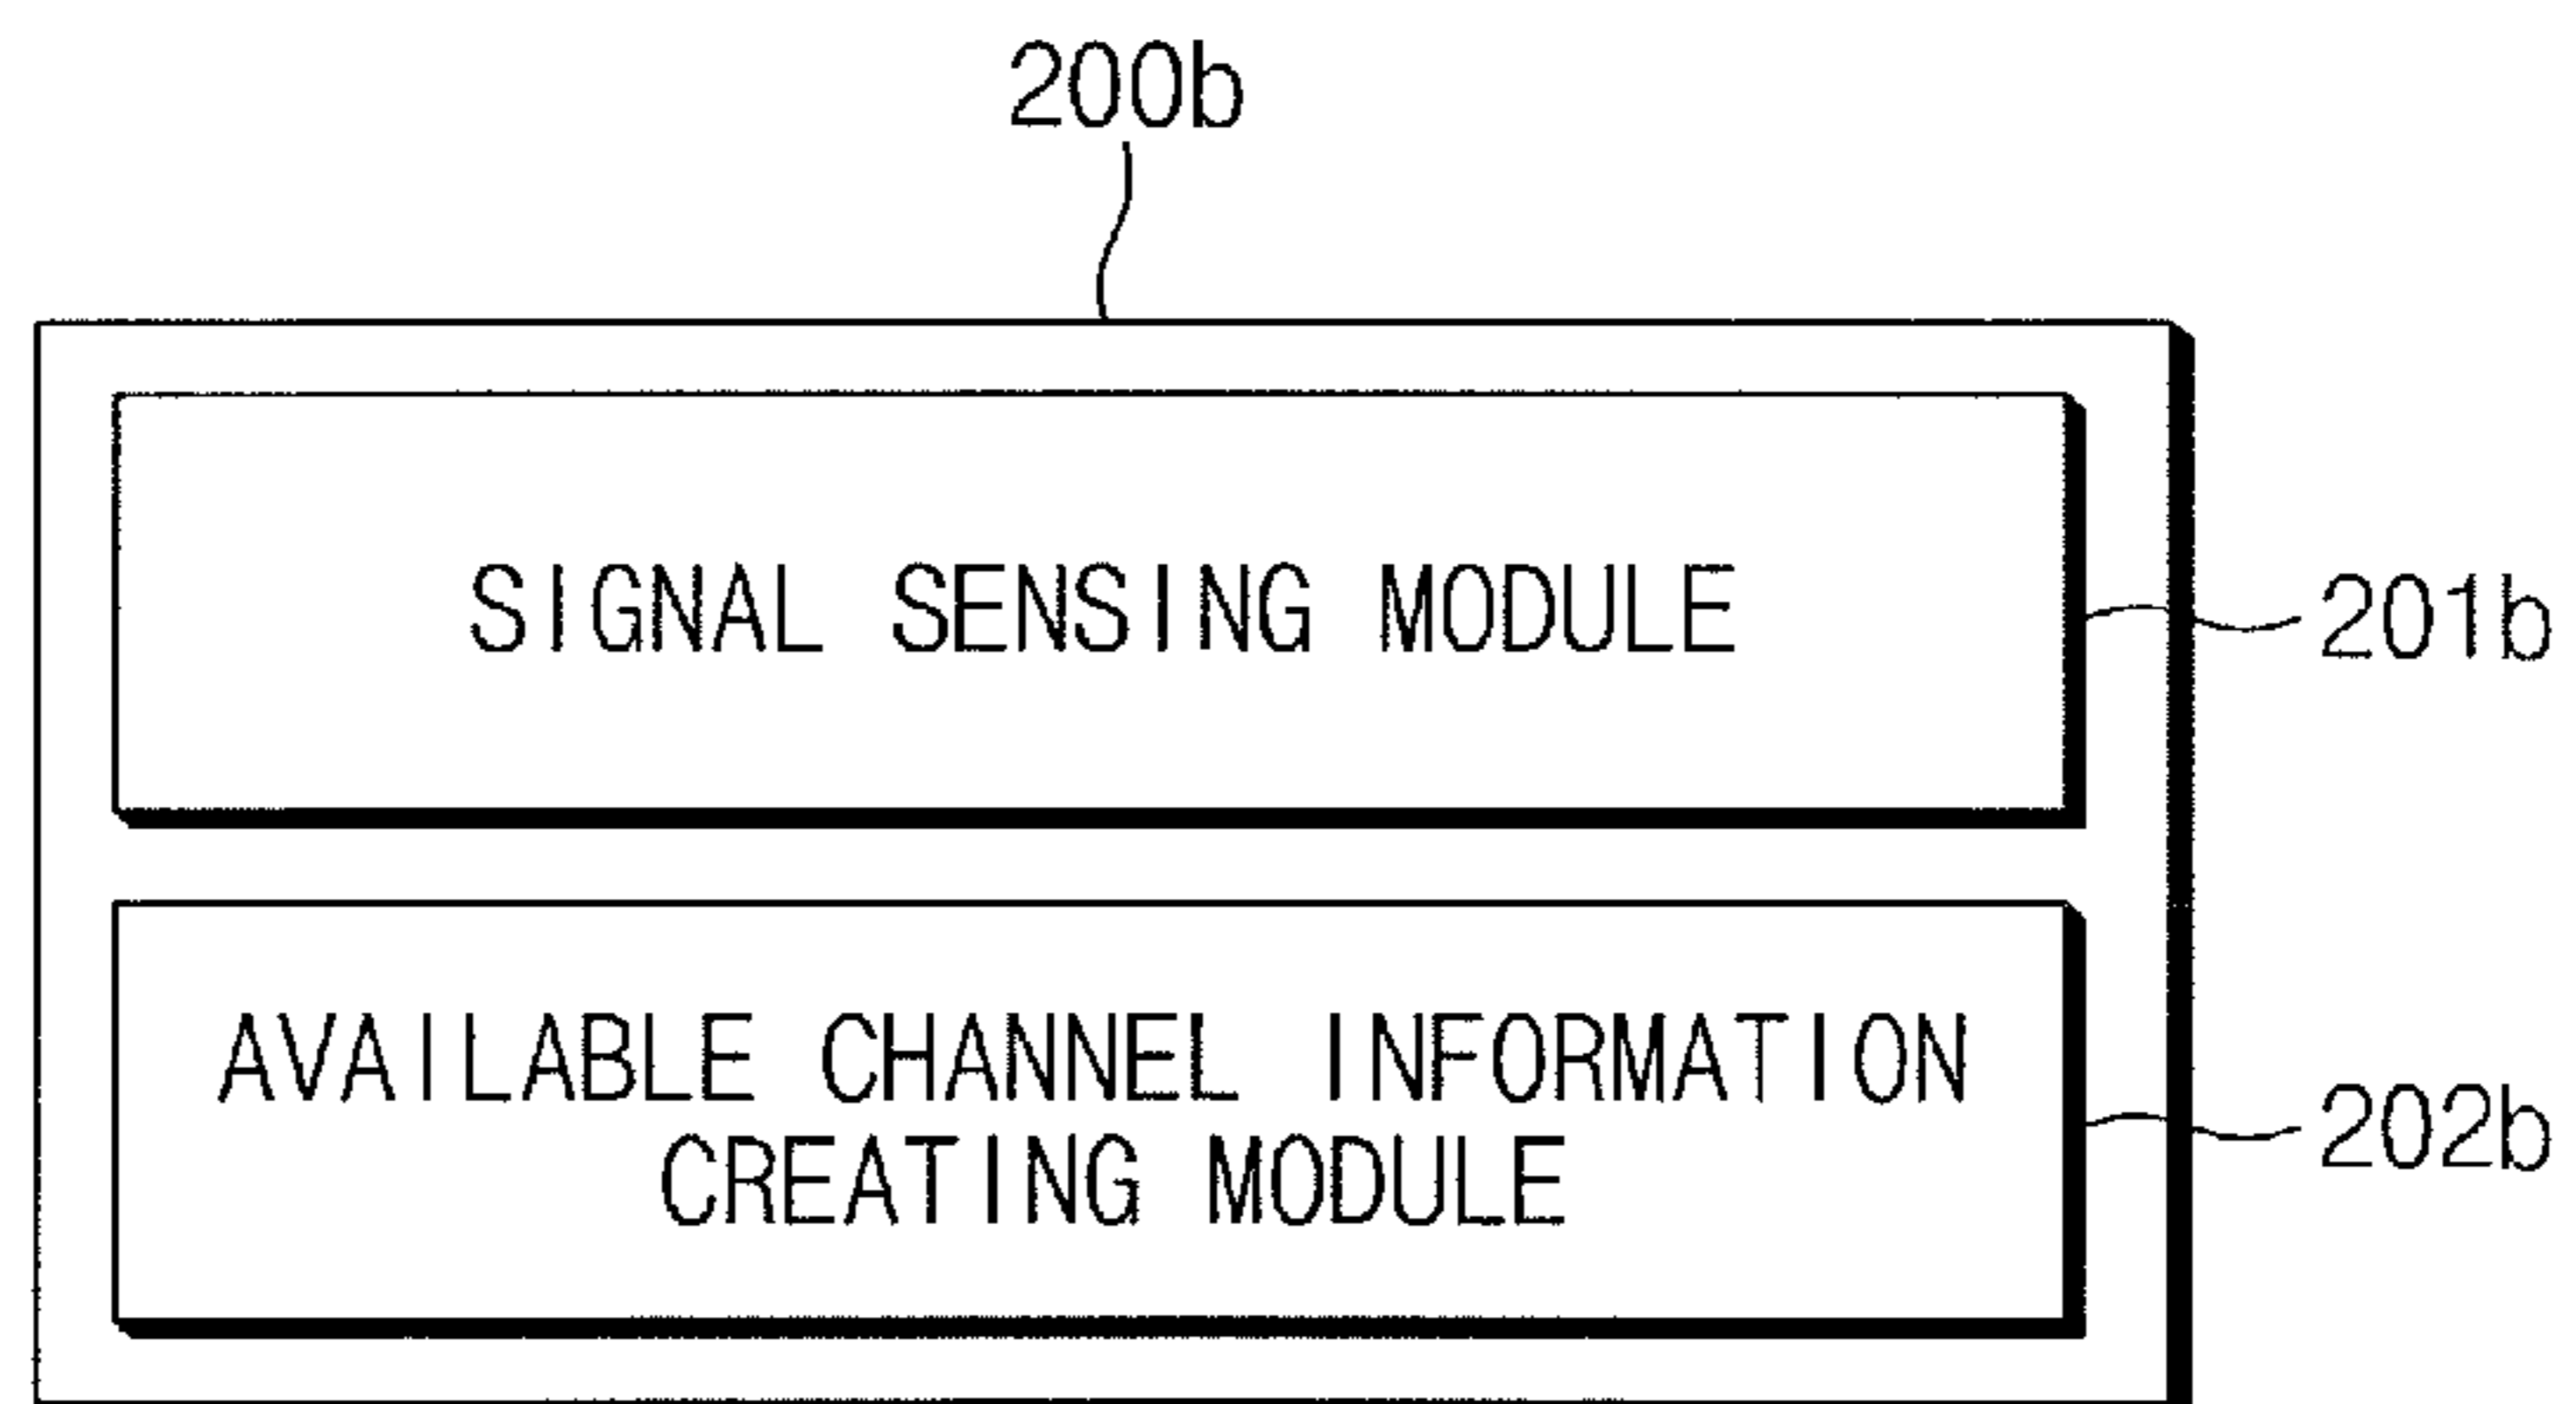 200b
SIGNAL SENSING MODULE
201b
AVAILABLE CHANNEL INFORMATION
CREATING MODULE
202b